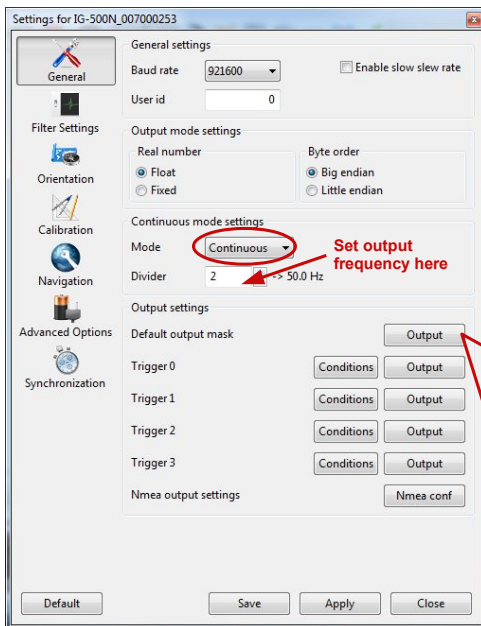 Settings for IG-500N_007000253
General
Filter Settings
Orientation
Calibration
Navigation
Advanced Options
Synchronization
General settings
Baud rate 921600 Enable slow slew rate
User id 0
Output mode settings
Real number
Float
Fixed
Byte order
Big endian
Little endian
Continuous mode settings
Mode Continuous
Divider 2 -> 50.0 Hz
Set output
frequency here
Output settings
Default output mask Output
Trigger 0 Conditions Output
Trigger 1 Conditions Output
Trigger 2 Conditions Output
Trigger 3 Conditions Output
Nmea output settings Nmea conf
Default Save Apply Close